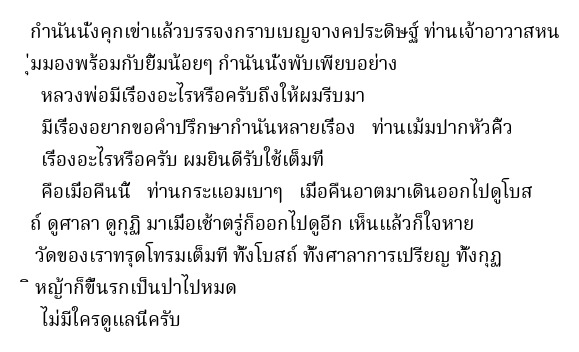 กำนันนั่งคุกเข่าแล้วบรรจงกราบเบญจางคประดิษฐ์ ท่านเจ้าอาวาสหน
ุ่มมองพร้อมกับยิ้มน้อยๆ กำนันนั่งพับเพียบอย่าง
หลวงพ่อมีเรื่องอะไรหรือครับถึงให้ผมรีบมา
มีเรื่องอยากขอคำปรึกษากำนันหลายเรื่อง ท่านเม้มปากหัวคิ้ว
เรื่องอะไรหรือครับ ผมยินดีรับใช้เต็มที่
คือเมื่อคืนนี้ ท่านกระแอมเบาๆ เมื่อคืนอาตมาเดินออกไปดูโบส
ถ์ ดูศาลา ดูกุฏิ มาเมื่อเช้าตรู่ก็ออกไปดูอีก เห็นแล้วก็ใจหาย
วัดของเราทรุดโทรมเต็มที ทั้งโบสถ์ ทั้งศาลาการเปรียญ ทั้งกุฏ
ิ หญ้าก็ขึ้นรกเป็นป่าไปหมด
ไม่มีใครดูแลนี่ครับ